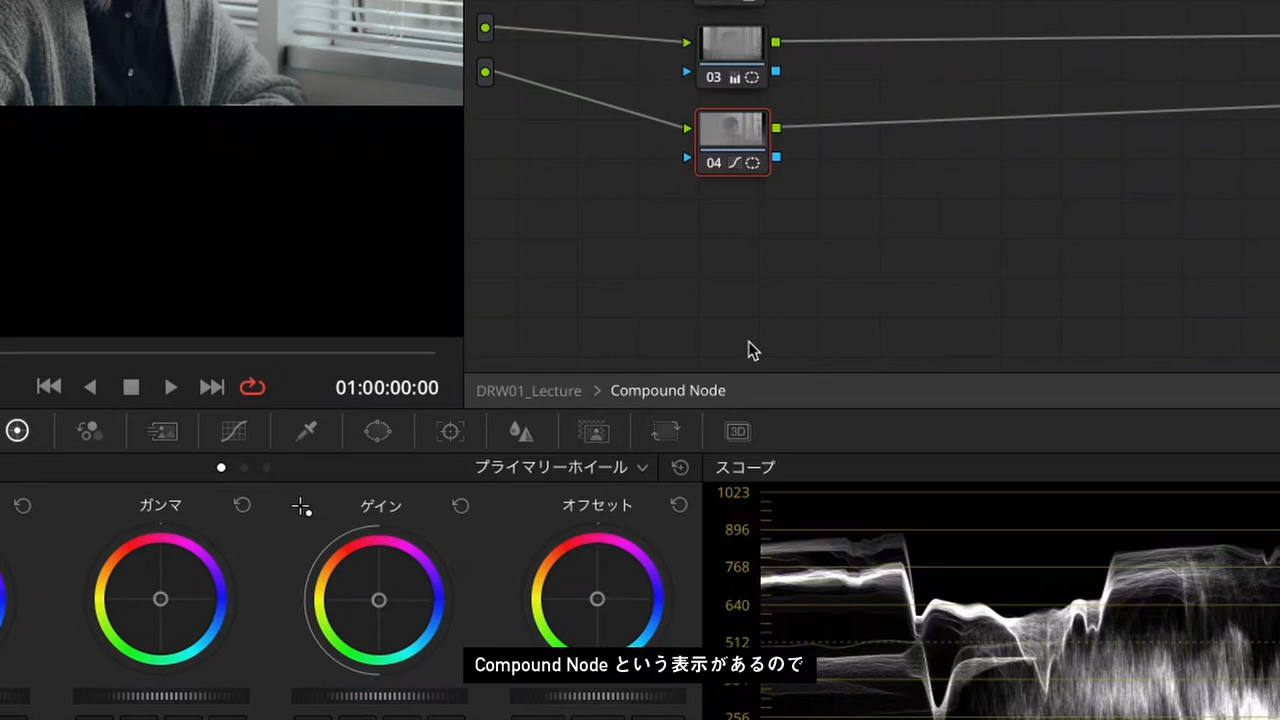 03
04
01:00:00:00
DRW01_Lecture > Compound Node
3D
プライマリーホイール
スコープ
ガンマ
ゲイン
オフセット
1023
896
768
640
512
256
Compound Node という表示があるので